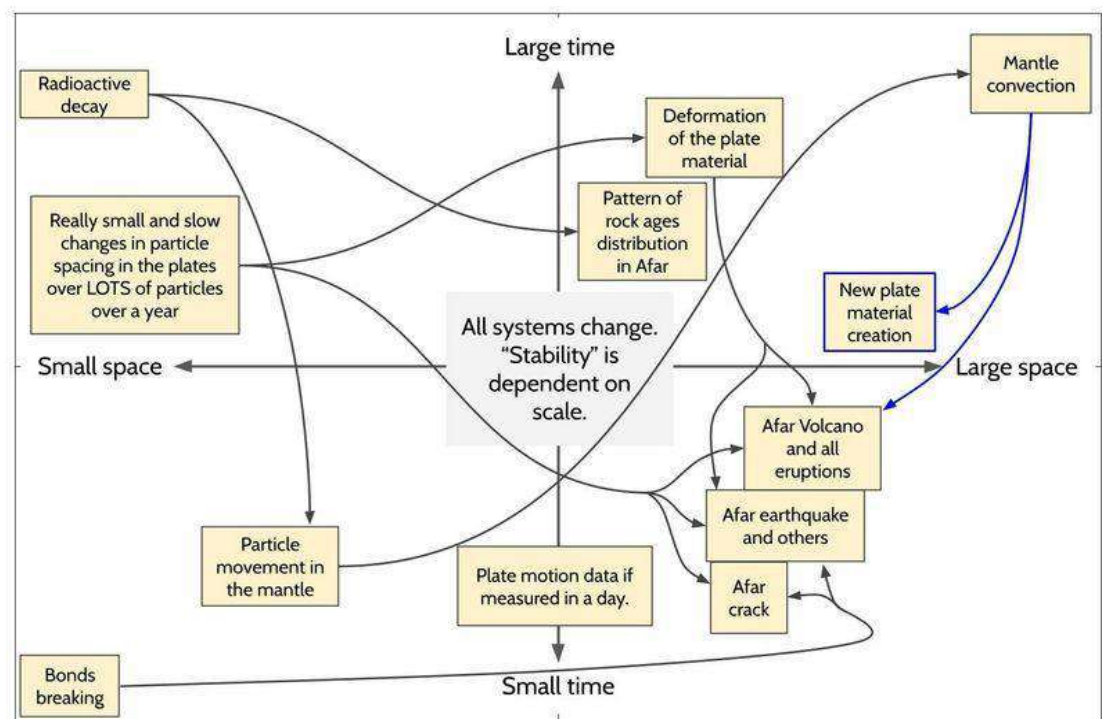 Large time
Radioactive
decay
Mantle
convection
Deformation
of the plate
material
Pattern of
rock ages
distribution
in Afar
Really small and slow
changes in particle
spacing in the plates
over LOTS of particles
over a year
New plate
material
creation
All systems change.
“Stability” is
dependent on
scale.
Small space
Large space
Afar Volcano
and all
eruptions
Afar earthquake
and others
Particle
movement in
the mantle
Plate motion data if
measured in a day.
Afar
crack
Bonds
breaking
Small time